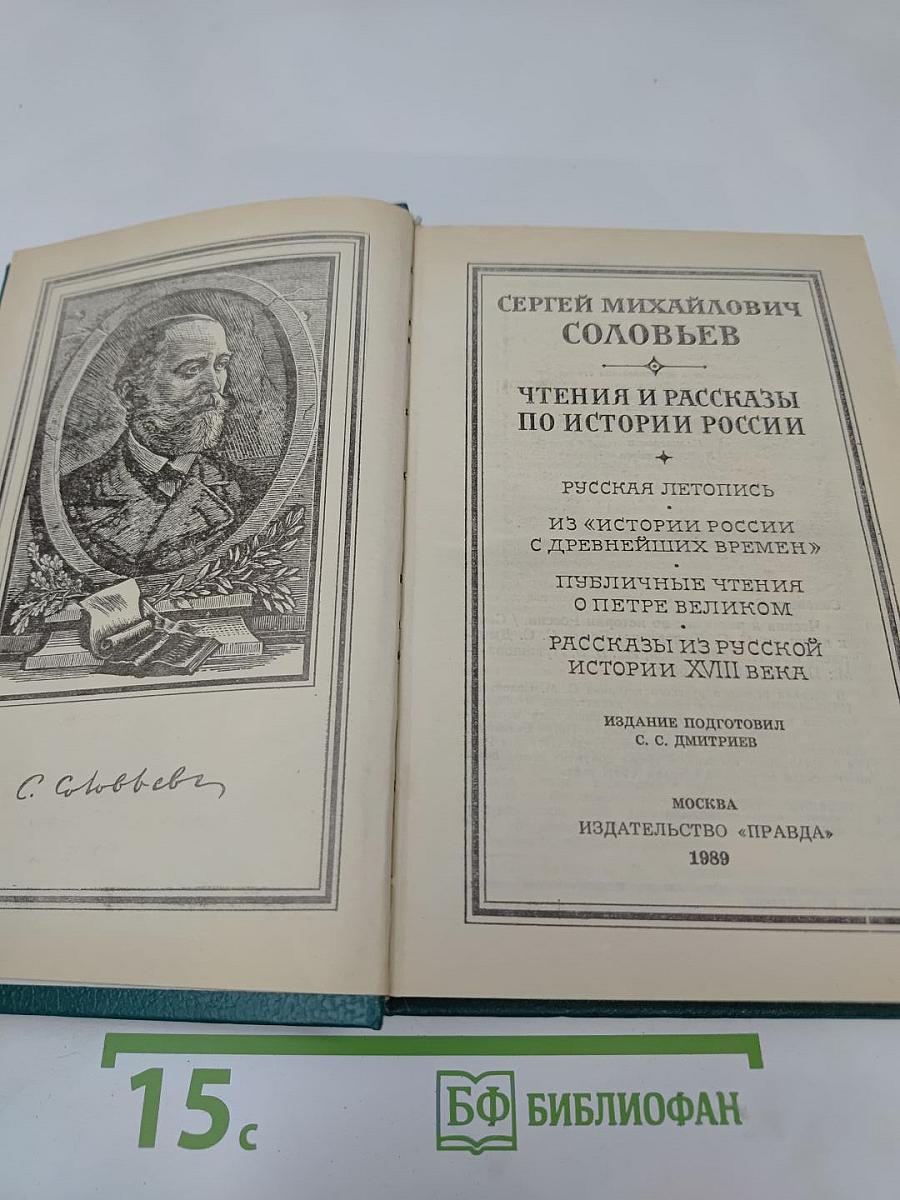 С. Соловьев
СЕРГЕЙ МИХАЙЛОВИЧ
СОЛОВЬЕВ
ЧТЕНИЯ И РАССКАЗЫ
ПО ИСТОРИИ РОССИИ
РУССКАЯ ЛЕТОПИСЬ
ИЗ «ИСТОРИИ РОССИИ
С ДРЕВНЕЙШИХ ВРЕМЕН»
ПУБЛИЧНЫЕ ЧТЕНИЯ
О ПЕТРЕ ВЕЛИКОМ
РАССКАЗЫ ИЗ РУССКОЙ
ИСТОРИИ XVIII ВЕКА
ИЗДАНИЕ ПОДГОТОВИЛ
С. С. ДМИТРИЕВ
МОСКВА
ИЗДАТЕЛЬСТВО «ПРАВДА»
1989
15 с
БФ БИБЛИОФАН